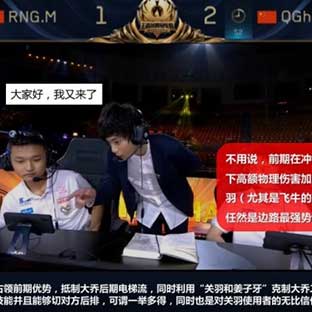 RNG.M 1 2 QGh
52
大家好，我又来了
不用说，前期在冲
下高额物理伤害加
羽（尤其是飞牛的
任然是边路最强势
占领前期优势，抵制大乔后期电梯流，同时利用“关羽和姜子牙”克制大乔
技能并且能够切对方后排，可谓一举多得，同时也是对关羽使用者的无比信